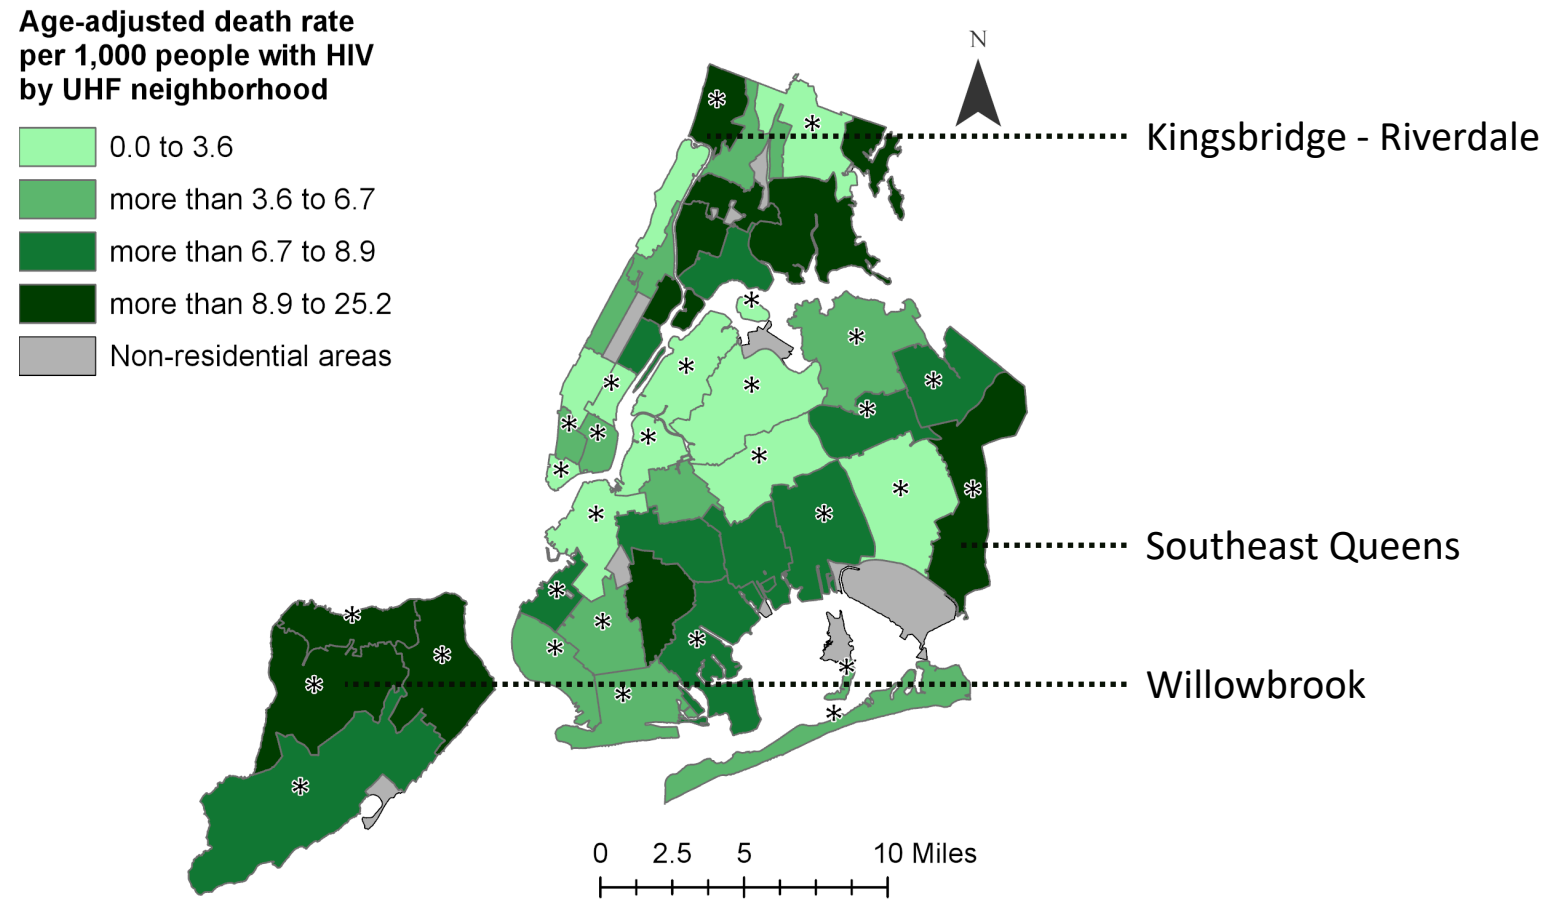 Age-adjusted death rate
per 1,000 people with HIV
by UHF neighborhood
0.0 to 3.6
more than 3.6 to 6.7
more than 6.7 to 8.9
more than 8.9 to 25.2
Non-residential areas
N
Kingsbridge - Riverdale
Southeast Queens
Willowbrook
0 2.5 5 10 Miles